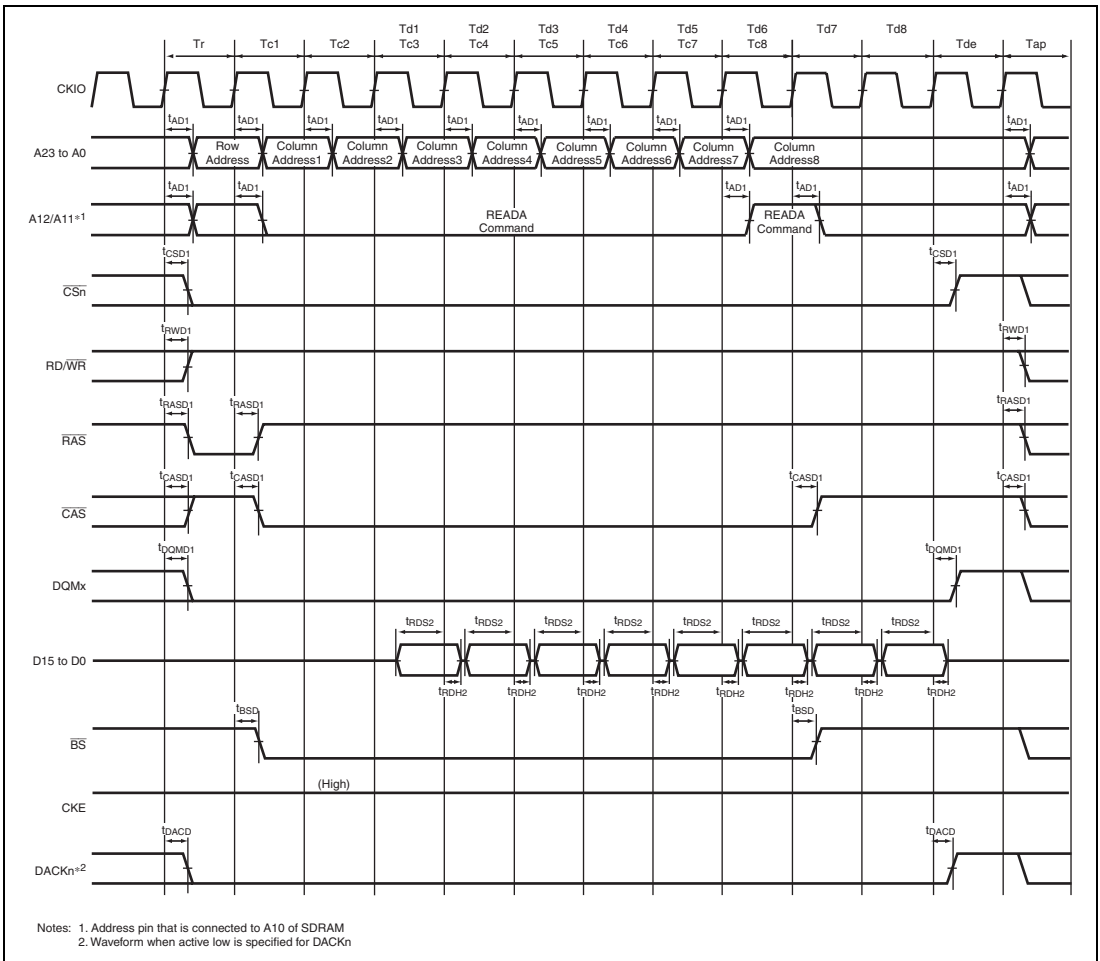 Td1 Td2 Td3 Td4 Td5 Td6 Td7 Td8
Tr Tc1 Tc2 Tc3 Tc4 Tc5 Tc6 Tc7 Tc8 Tde Tap
CKIO
tAD1 tAD1 tAD1 tAD1 tAD1 tAD1 tAD1 tAD1 tAD1 tAD1
A23 to A0
Row Address
Column Address1
Column Address2
Column Address3
Column Address4
Column Address5
Column Address6
Column Address7
Column Address8
tAD1 tAD1 tAD1 tAD1 tAD1
A12/A11*1
READA Command
READA Command
tCSD1 tCSD1
CSn
tRWD1 tRWD1
RD/WR
tRASD1 tRASD1 tRASD1
RAS
tCASD1 tCASD1 tCASD1 tCASD1
CAS
tDQMD1 tDQMD1
DQMx
tRDS2 tRDS2 tRDS2 tRDS2 tRDS2 tRDS2 tRDS2 tRDS2
D15 to D0
tRDH2 tRDH2 tRDH2 tRDH2 tRDH2 tRDH2 tRDH2 tRDH2
tBSD tBSD
BS
(High)
CKE
tDACD tDACD
DACKn*2
Notes: 1. Address pin that is connected to A10 of SDRAM
2. Waveform when active low is specified for DACKn